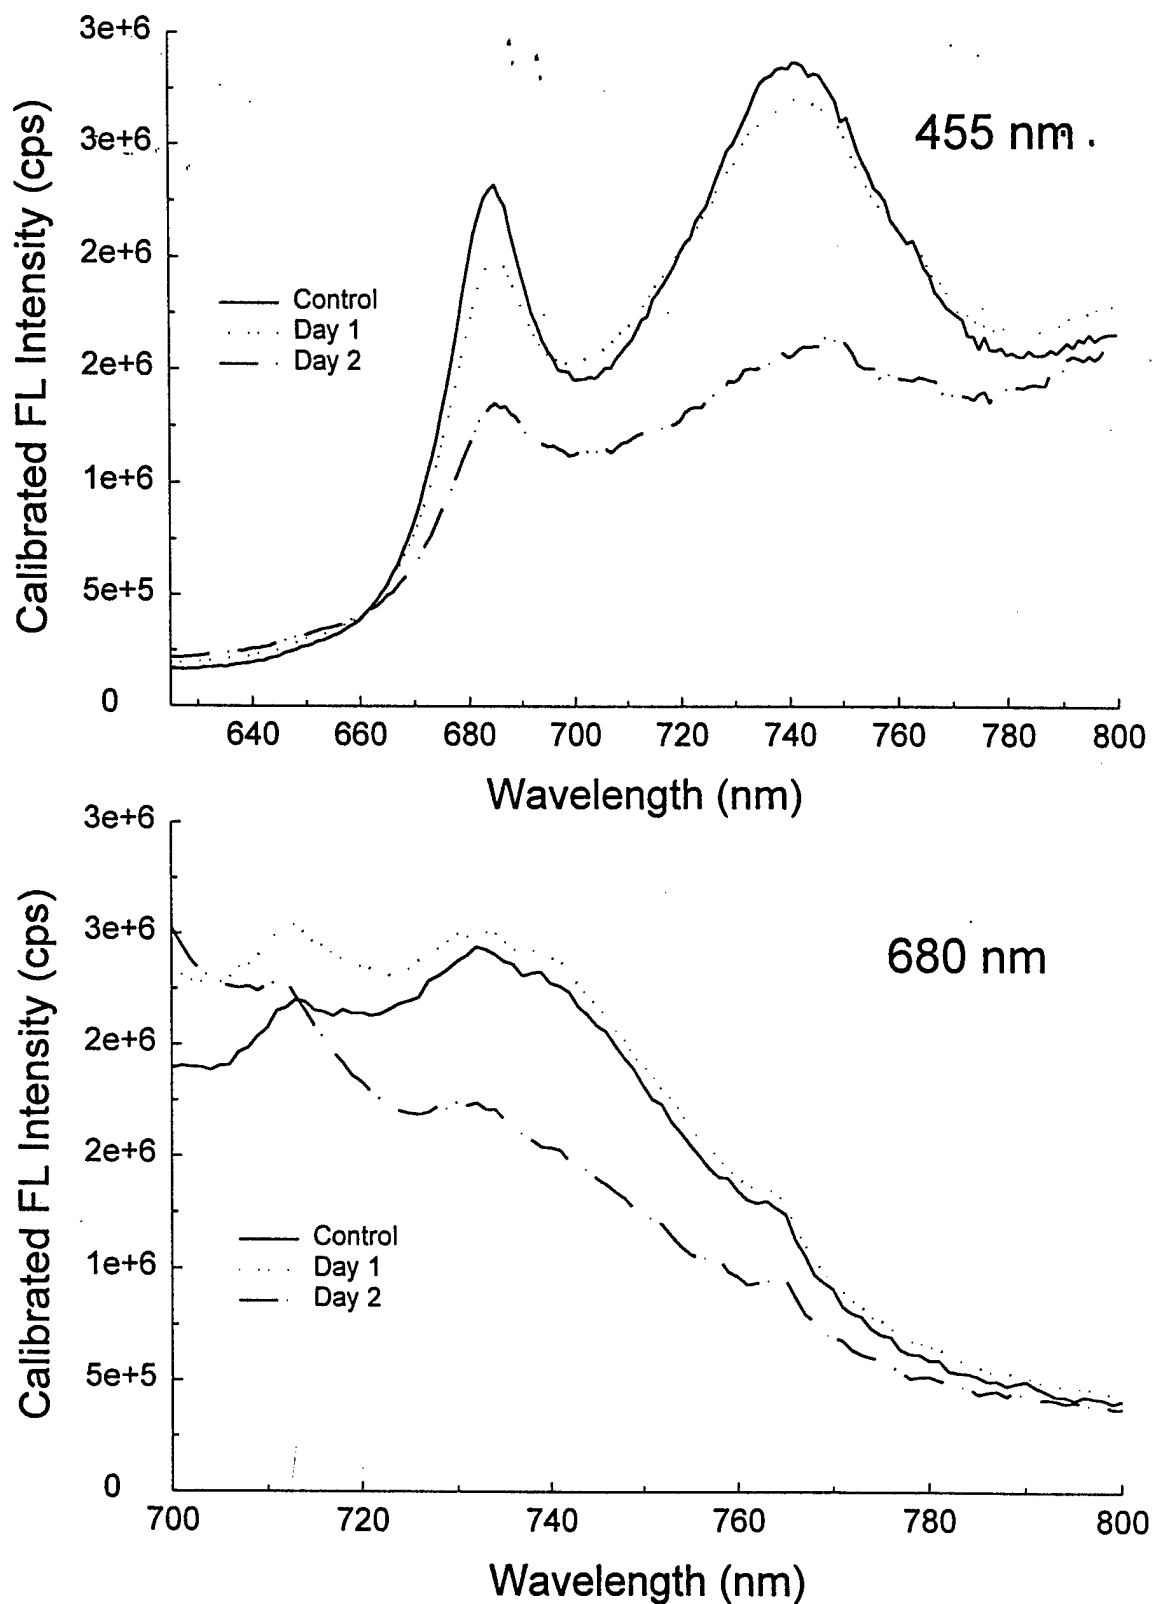 Calibrated FL Intensity (cps)
3e+6
3e+6
2e+6
2e+6
1e+6
5e+5
0
455 nm
Control
Day 1
Day 2
640 660 680 700 720 740 760 780 800
Wavelength (nm)
Calibrated FL Intensity (cps)
3e+6
3e+6
2e+6
2e+6
1e+6
5e+5
0
680 nm
Control
Day 1
Day 2
700 720 740 760 780 800
Wavelength (nm)